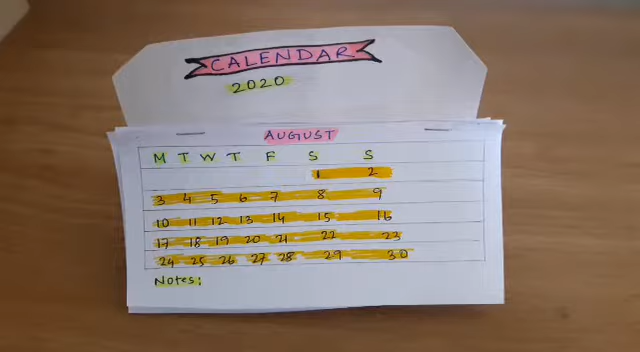 CALENDAR
2020
AUGUST
M T W T F S S
1 2
3 4 5 6 7 8 9
10 11 12 13 14 15 16
17 18 19 20 21 22 23
24 25 26 27 28 29 30
Notes: